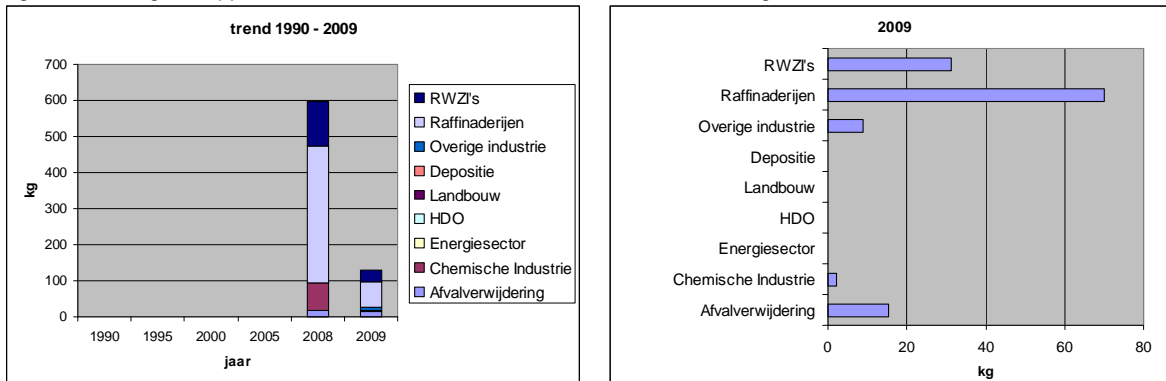 trend 1990 - 2009
700
600
500
400
300
200
100
0
kg
1990 1995 2000 2005 2008 2009
jaar
RWZI's
Raffinaderijen
Overige industrie
Depositie
Landbouw
HDO
Energiesector
Chemische Industrie
Afvalverwijdering
2009
RWZI's
Raffinaderijen
Overige industrie
Depositie
Landbouw
HDO
Energiesector
Chemische Industrie
Afvalverwijdering
0 20 40 60 80
kg